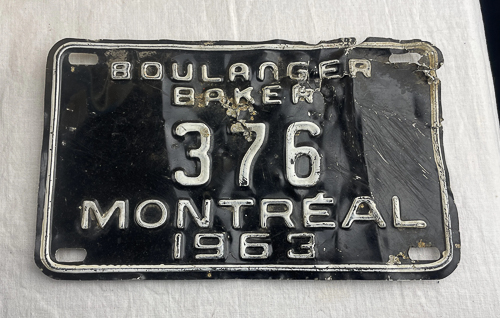 BOULANGER
BAKER
376
MONTRÉAL
1963